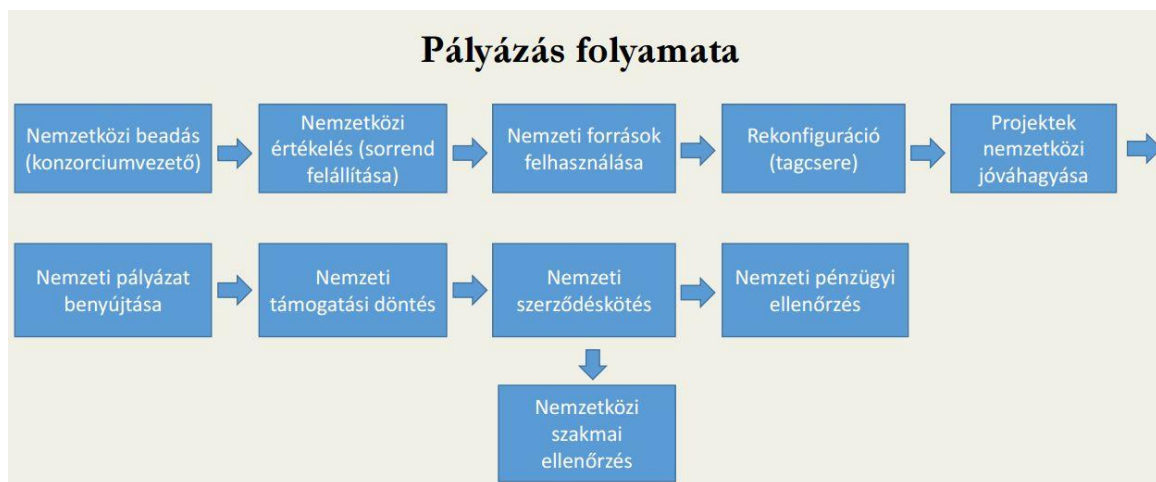 Pályázás folyamata
Nemzetközi beadás
(konzorciumvezető)
Nemzetközi
értékelés (sorrend
felállítása)
Nemzeti források
felhasználása
Rekonfiguráció
(tagcsere)
Projektek
nemzetközi
jóváhagyása
Nemzeti pályázat
benyújtása
Nemzeti
támogatási döntés
Nemzeti
szerződéskötés
Nemzeti pénzügyi
ellenőrzés
Nemzetközi
szakmai
ellenőrzés